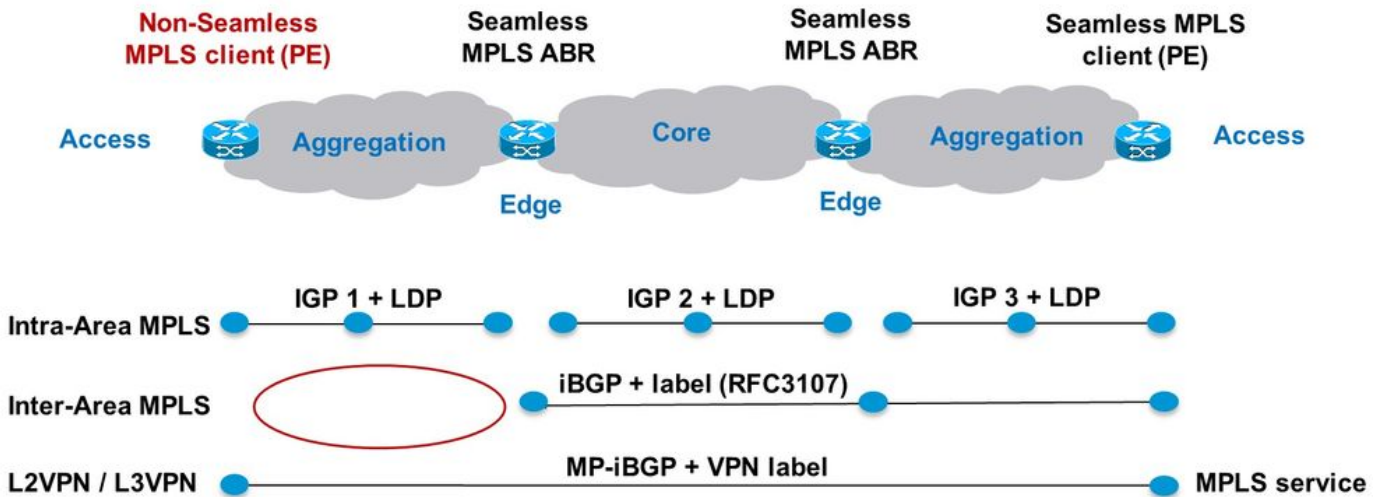 Non-Seamless
MPLS client (PE)
Seamless
MPLS ABR
Seamless
MPLS ABR
Seamless MPLS
client (PE)
Access
Aggregation
Core
Aggregation
Access
Edge
Edge
IGP 1 + LDP
IGP 2 + LDP
IGP 3 + LDP
Intra-Area MPLS
iBGP + label (RFC3107)
Inter-Area MPLS
MP-iBGP + VPN label
L2VPN / L3VPN
MPLS service